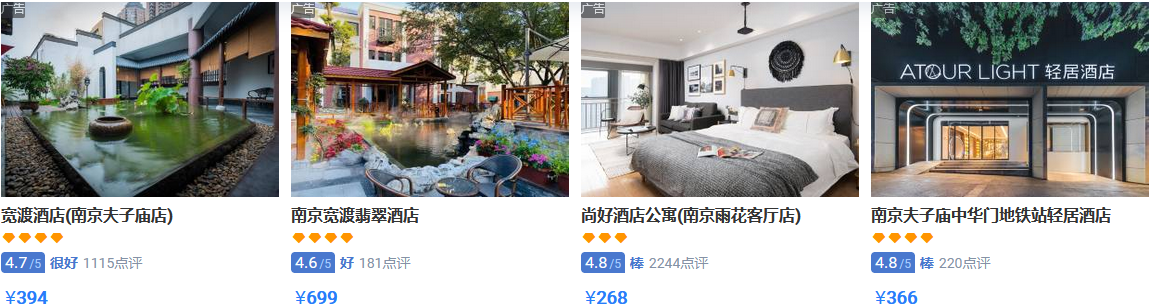 广告
广告
广告
广告
ATOUR LIGHT 轻居酒店
宽渡酒店(南京夫子庙店)
4.7/5 很好 1115点评
¥394
南京宽渡翡翠酒店
4.6/5 好 181点评
¥699
尚好酒店公寓(南京雨花客厅店)
4.8/5 棒 2244点评
¥268
南京夫子庙中华门地铁站轻居酒店
4.8/5 棒 220点评
¥366